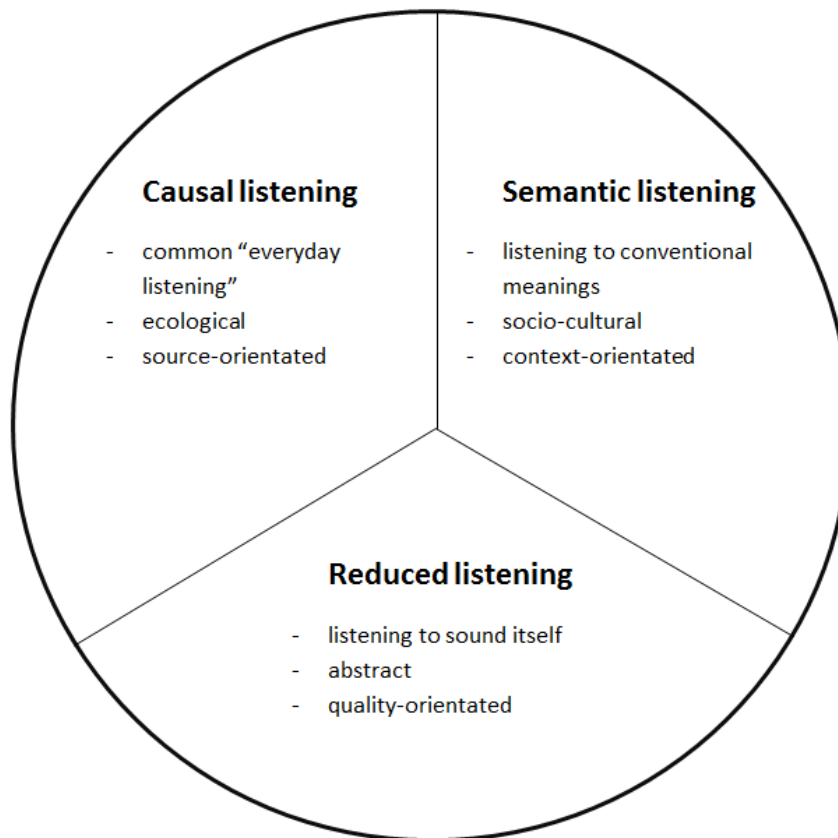 Causal listening
- common “everyday
listening”
- ecological
- source-orientated
Semantic listening
- listening to conventional
meanings
- socio-cultural
- context-orientated
Reduced listening
- listening to sound itself
- abstract
- quality-orientated